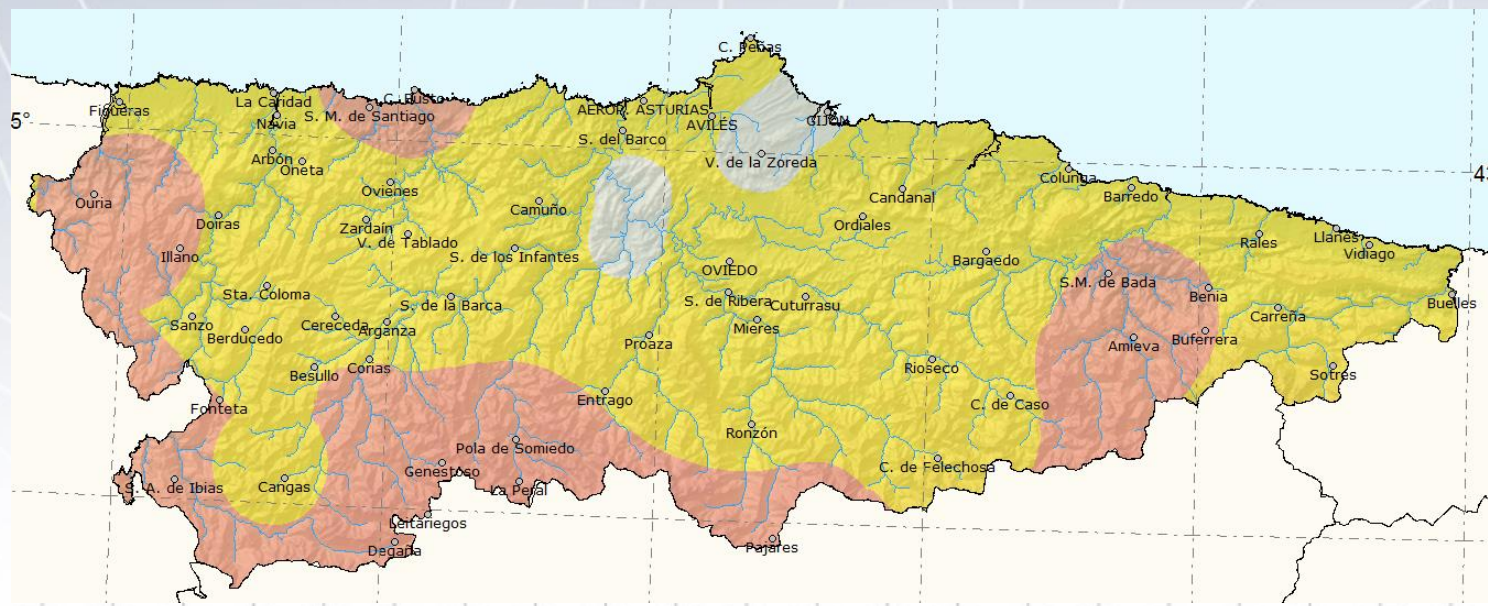 C. Peñas
La Caridad
C. Busto
Figueras
S. M. de Santiago
AEROP. ASTURIAS
5°
Navia
AVILÉS
GIJÓN
S. del Barco
Arbón
V. de la Zoreda
Oneta
43
Colunga
Ovienes
Candanal
Barredo
Ouria
Camuño
Doiras
Zardaín
Ordiales
V. de Tablado
Rales
Llanes
Illano
S. de los Infantes
Bargaedo
Vidiago
OVIEDO
S.M. de Bada
Sta. Coloma
Benia
S. de la Barca
S. de Ribera
Cuturrasu
Buelles
Sanzo
Cereceda
Carreña
Berducedo
Arganza
Mieres
Proaza
Amieva
Buferrera
Besullo
Corias
Rioseco
Sotres
Fonteta
Entrago
C. de Caso
Ronzón
Pola de Somiedo
Genestoso
C. de Felechosa
S. A. de Ibias
Cangas
La Peral
Leitariegos
Degaña
Pajares